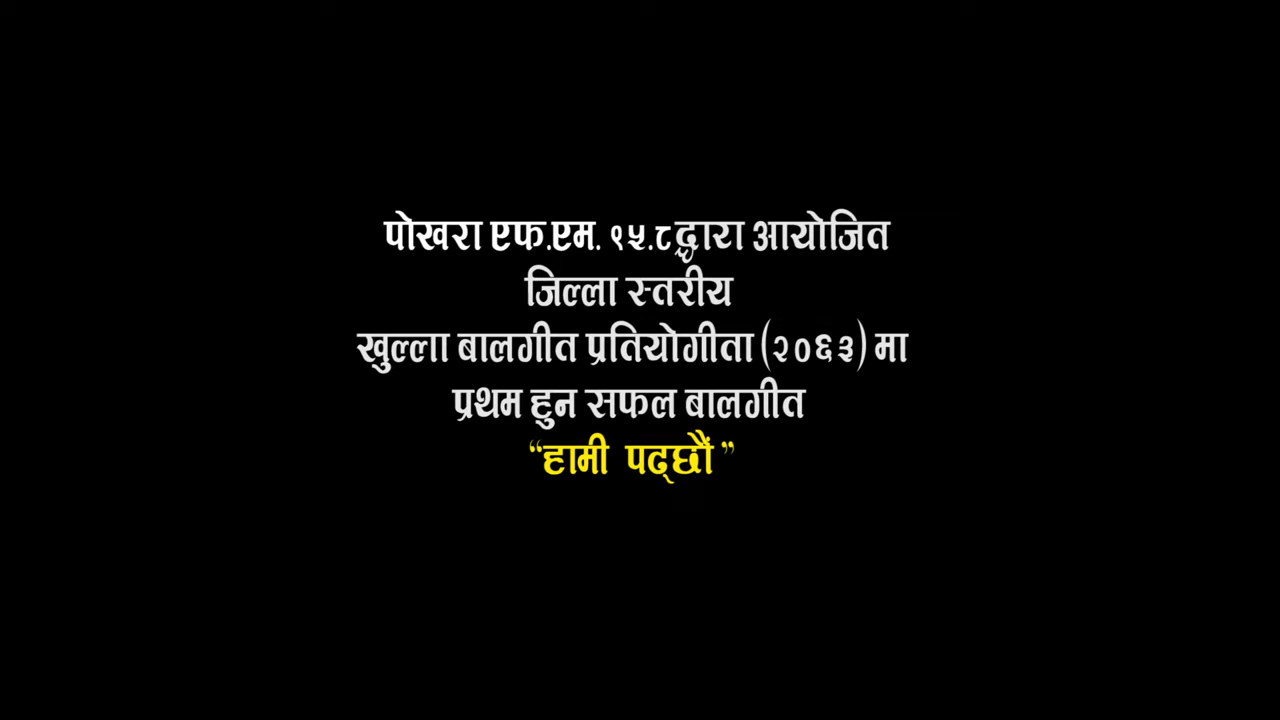 पोखरा एफ.एम. ९५.८द्धारा आयोजित
जिल्ला स्तरीय
खुल्ला बालगीत प्रतियोगीता (२०६३) मा
प्रथम हुन सफल बालगीत
“हामी पढ्छौं ”